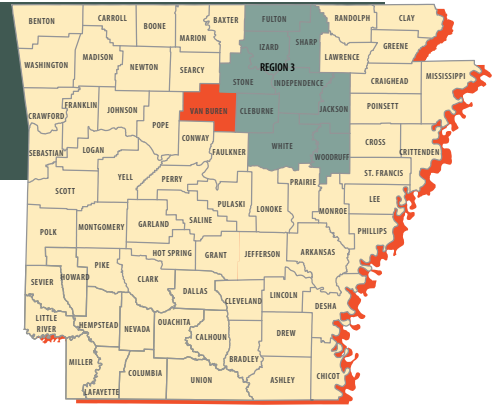 BENTON
CARROLL
BOONE
BAXTER
FULTON
RANDOLPH
CLAY
MARION
IZARD
SHARP
GREENE
WASHINGTON
MADISON
NEWTON
SEARCY
LAWRENCE
REGION 3
STONE
INDEPENDENCE
CRAIGHEAD
MISSISSIPPI
CRAWFORD
FRANKLIN
JOHNSON
POPE
VAN BUREN
CLEBURNE
JACKSON
POINSETT
SEBASTIAN
LOGAN
CONWAY
FAULKNER
WHITE
WOODRUFF
CROSS
CRITTENDEN
SCOTT
YELL
PERRY
PRAIRIE
ST. FRANCIS
LEE
POLK
MONTGOMERY
GARLAND
SALINE
PULASKI
LONOKE
MONROE
PHILLIPS
HOT SPRING
GRANT
JEFFERSON
ARKANSAS
SEVIER
HOWARD
PIKE
CLARK
DALLAS
CLEVELAND
LINCOLN
DESHA
LITTLE
RIVER
HEMPSTEAD
NEVADA
OUACHITA
CALHOUN
BRADLEY
DREW
MILLER
LAFAYETTE
COLUMBIA
UNION
ASHLEY
CHICOT